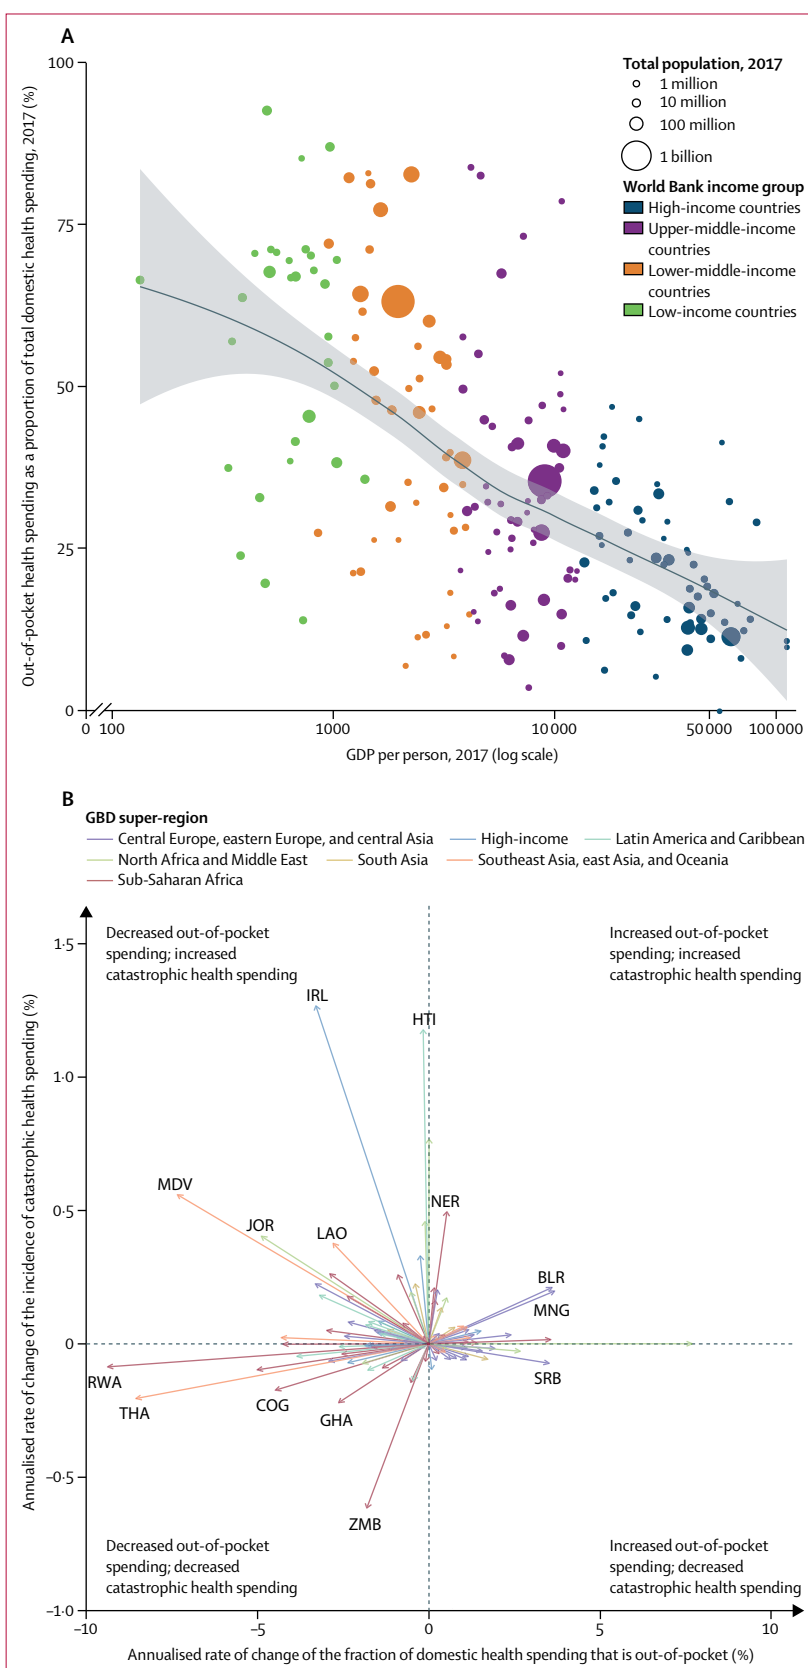 A
100
75
50
25
0
Out-of-pocket health spending as a proportion of total domestic health spending, 2017 (%)
Total population, 2017
1 million
10 million
100 million
1 billion
World Bank income group
High-income countries
Upper-middle-income
countries
Lower-middle-income
countries
Low-income countries
0 100 1000 10 000 50 000 100 000
GDP per person, 2017 (log scale)
B
GBD super-region
Central Europe, eastern Europe, and central Asia High-income Latin America and Caribbean
North Africa and Middle East South Asia Southeast Asia, east Asia, and Oceania
Sub-Saharan Africa
Decreased out-of-pocket
spending; increased
catastrophic health spending
Increased out-of-pocket
spending; increased
catastrophic health spending
1·5
1·0
0·5
0
–0·5
–1·0
Annualised rate of change of the incidence of catastrophic health spending (%)
IRL
HTI
MDV
NER
JOR
LAO
BLR
MNG
RWA
SRB
THA
COG
GHA
ZMB
Decreased out-of-pocket
spending; decreased
catastrophic health spending
Increased out-of-pocket
spending; decreased
catastrophic health spending
–10 –5 0 5 10
Annualised rate of change of the fraction of domestic health spending that is out-of-pocket (%)